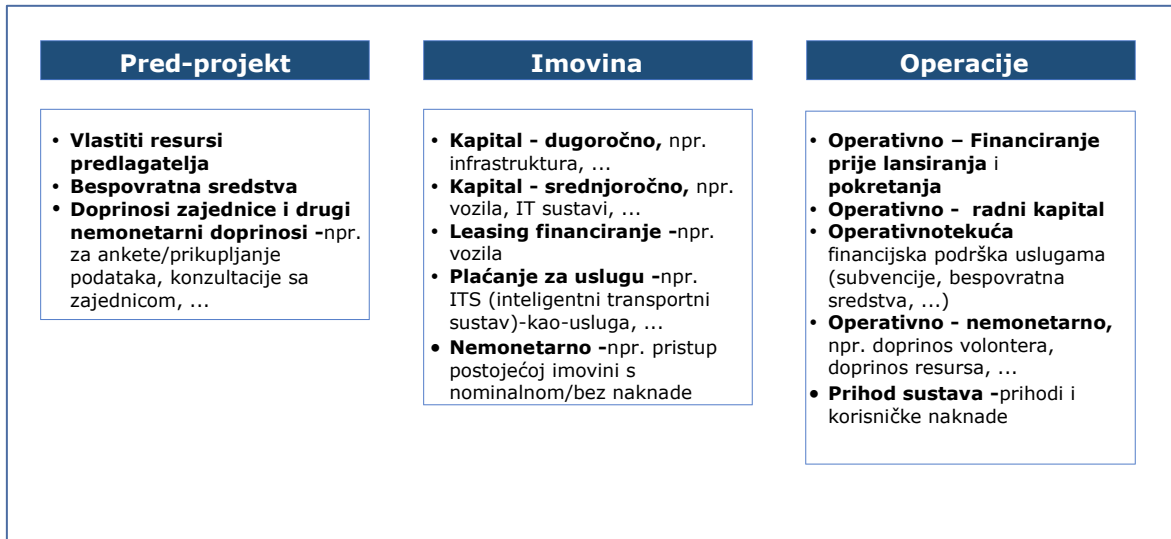 Pred-projekt
• Vlastiti resursi
predlagatelja
• Bespovratna sredstva
• Doprinosi zajednice i drugi
nemonetarni doprinosi -npr.
za ankete/prikupljanje
podataka, konzultacije sa
zajednicom, ...
Imovina
• Kapital - dugoročno, npr.
infrastruktura, ...
• Kapital - srednjoročno, npr.
vozila, IT sustavi, ...
• Leasing financiranje -npr.
vozila
• Plaćanje za uslugu -npr.
ITS (inteligentni transportni
sustav)-kao-usluga, ...
• Nemonetarno -npr. pristup
postojećoj imovini s
nominalnom/bez naknade
Operacije
• Operativno – Financiranje
prije lansiranja i
pokretanja
• Operativno - radni kapital
• Operativnotekuća
financijska podrška uslugama
(subvencije, bespovratna
sredstva, ...)
• Operativno - nemonetarno,
npr. doprinos volontera,
doprinos resursa, ...
• Prihod sustava -prihodi i
korisničke naknade